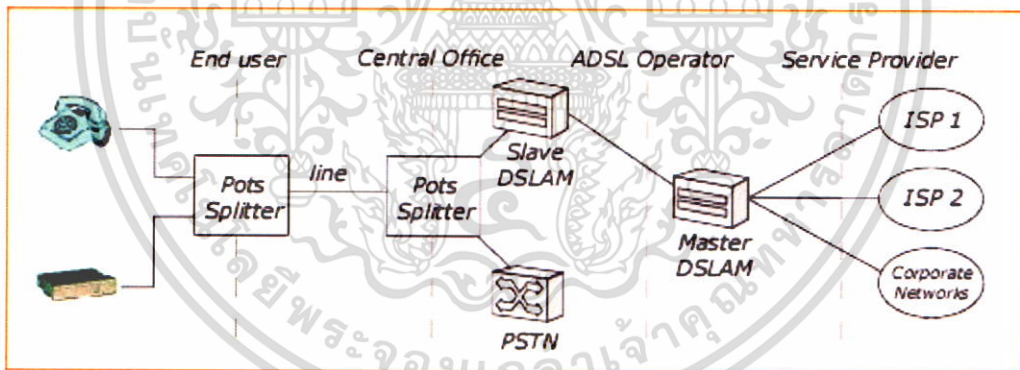 End user
Central Office
ADSL Operator
Service Provider
Pots
Splitter
line
Pots
Splitter
Slave
DSLAM
PSTN
Master
DSLAM
ISP 1
ISP 2
Corporate
Networks